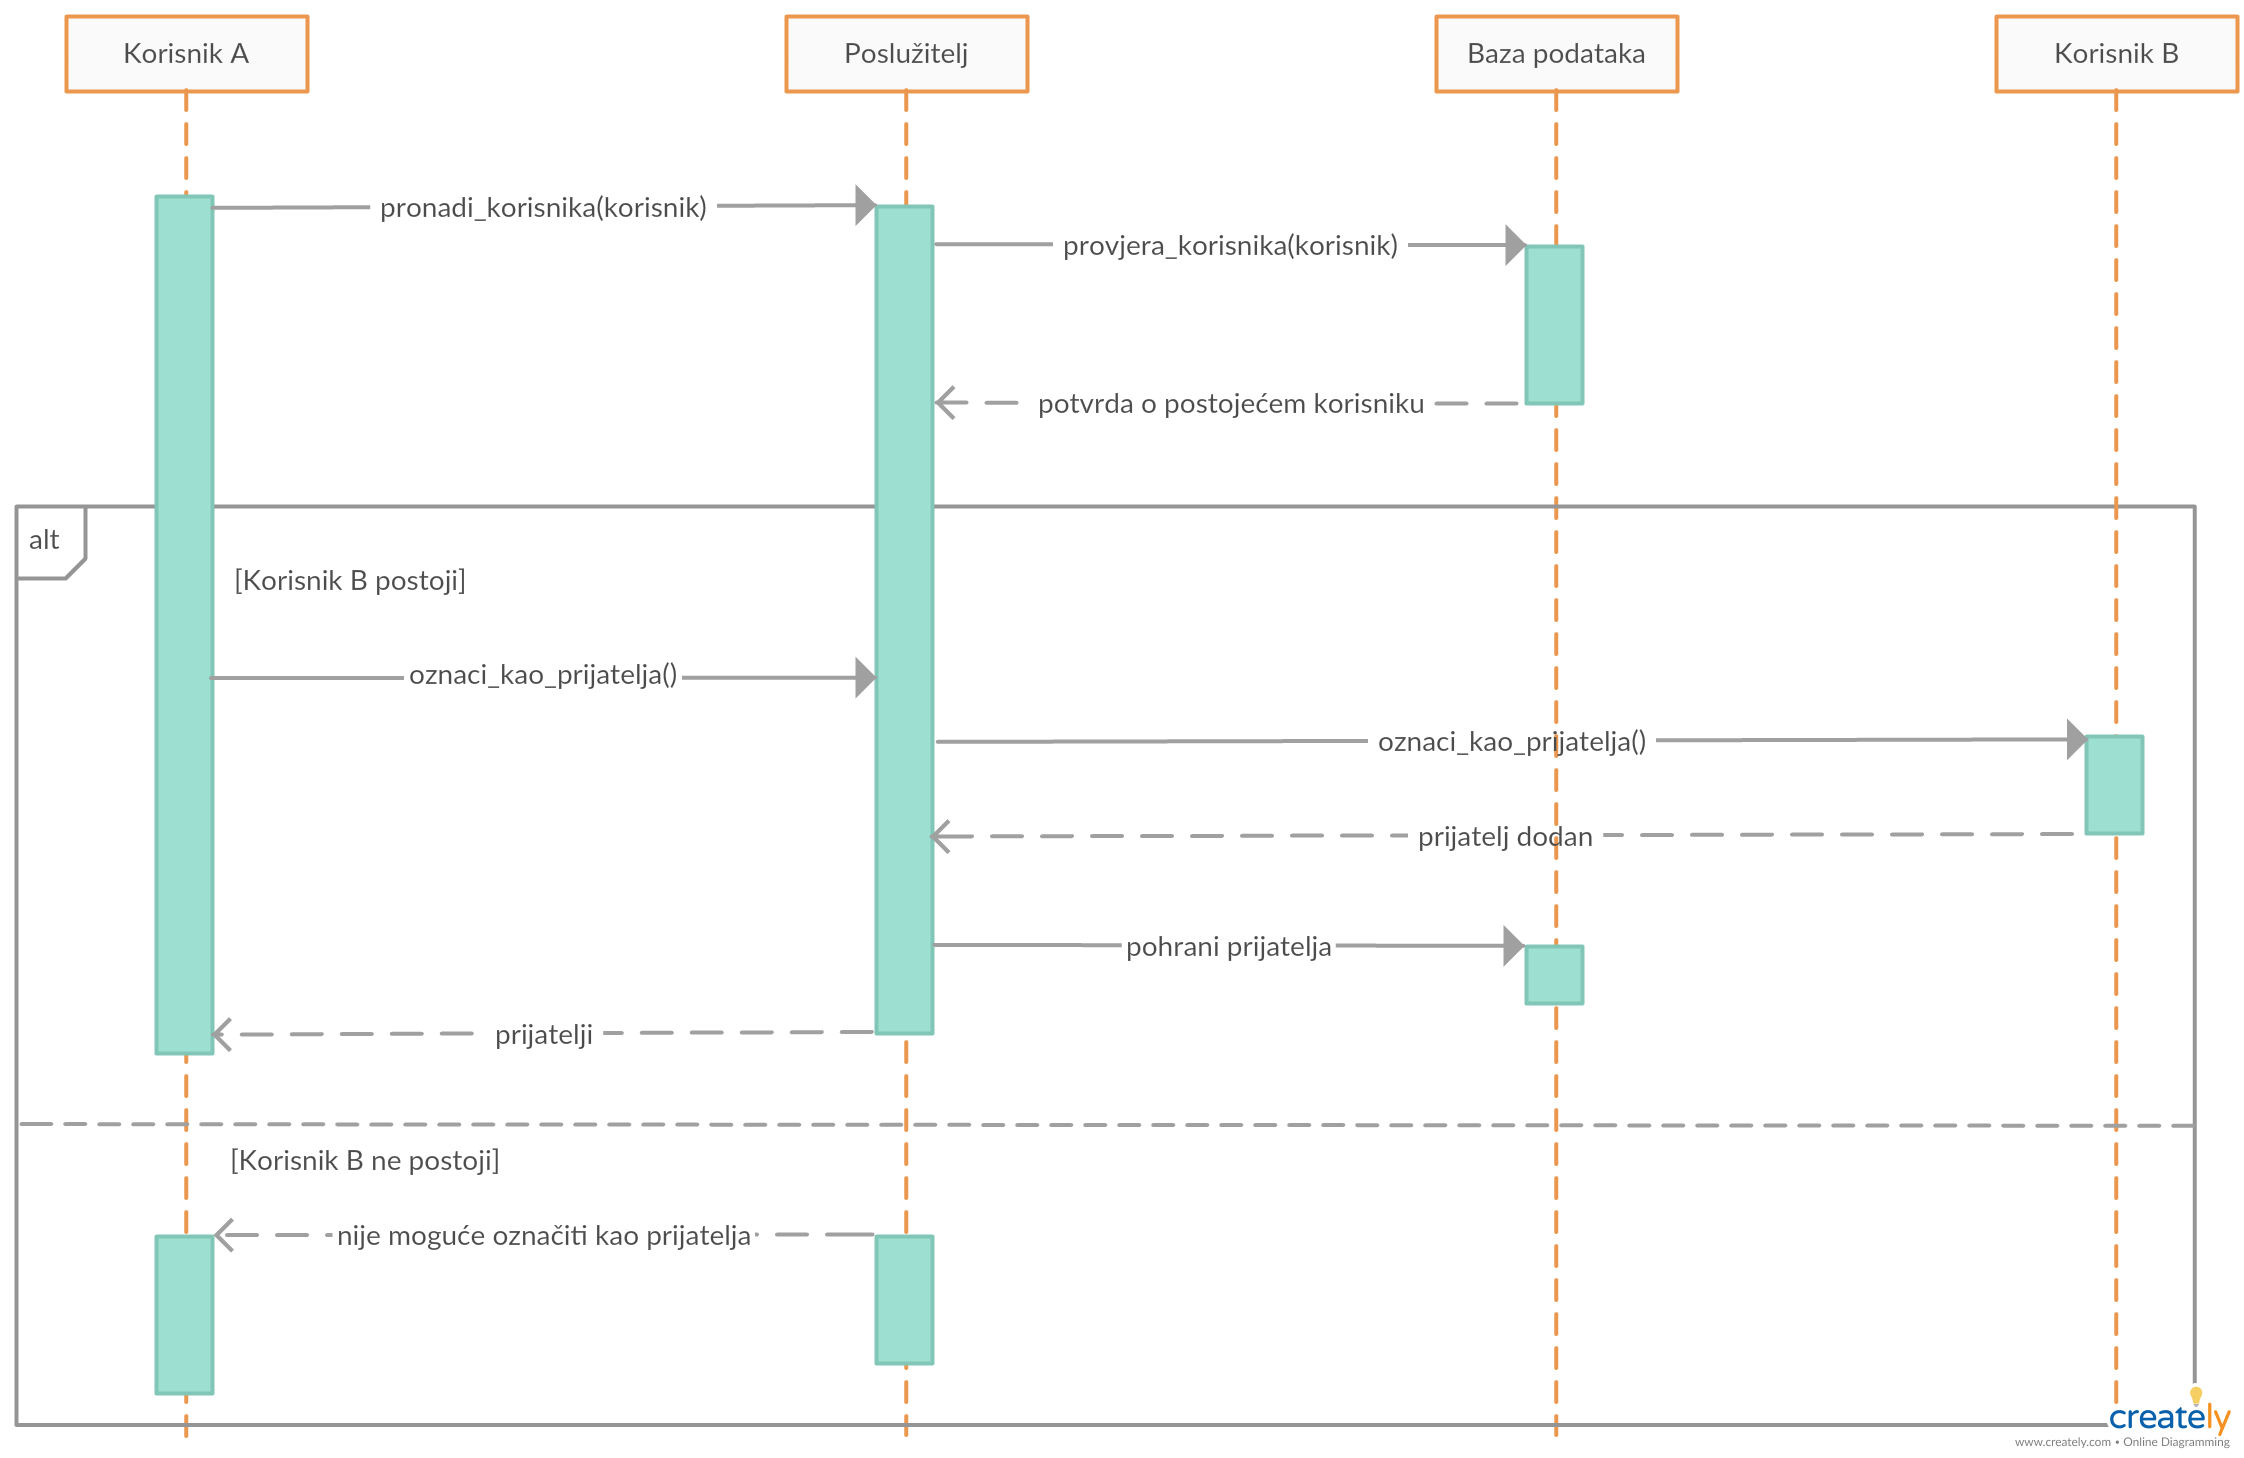 Korisnik A
Poslužitelj
Baza podataka
Korisnik B
pronadi_korisnika(korisnik)
provjera_korisnika(korisnik)
potvrda o postojećem korisniku
alt
[Korisnik B postoji]
oznaci_kao_prijatelja()
oznaci_kao_prijatelja()
prijatelj dodan
pohrani prijatelja
prijatelji
[Korisnik B ne postoji]
nije moguće označiti kao prijatelja
creately
www.creately.com • Online Diagramming